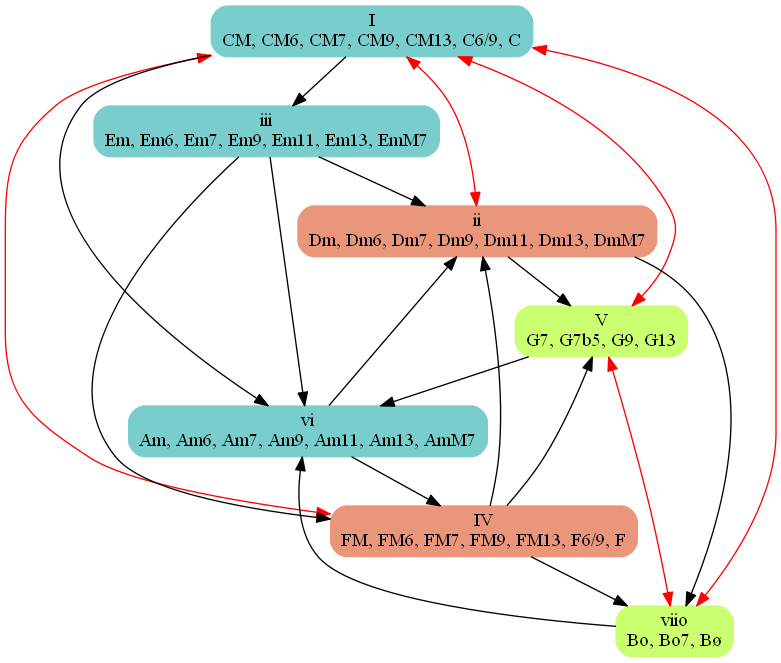 I
CM, CM6, CM7, CM9, CM13, C6/9, C
iii
Em, Em6, Em7, Em9, Em11, Em13, EmM7
ii
Dm, Dm6, Dm7, Dm9, Dm11, Dm13, DmM7
V
G7, G7b5, G9, G13
vi
Am, Am6, Am7, Am9, Am11, Am13, AmM7
IV
FM, FM6, FM7, FM9, FM13, F6/9, F
viio
Bo, Bo7, Bø